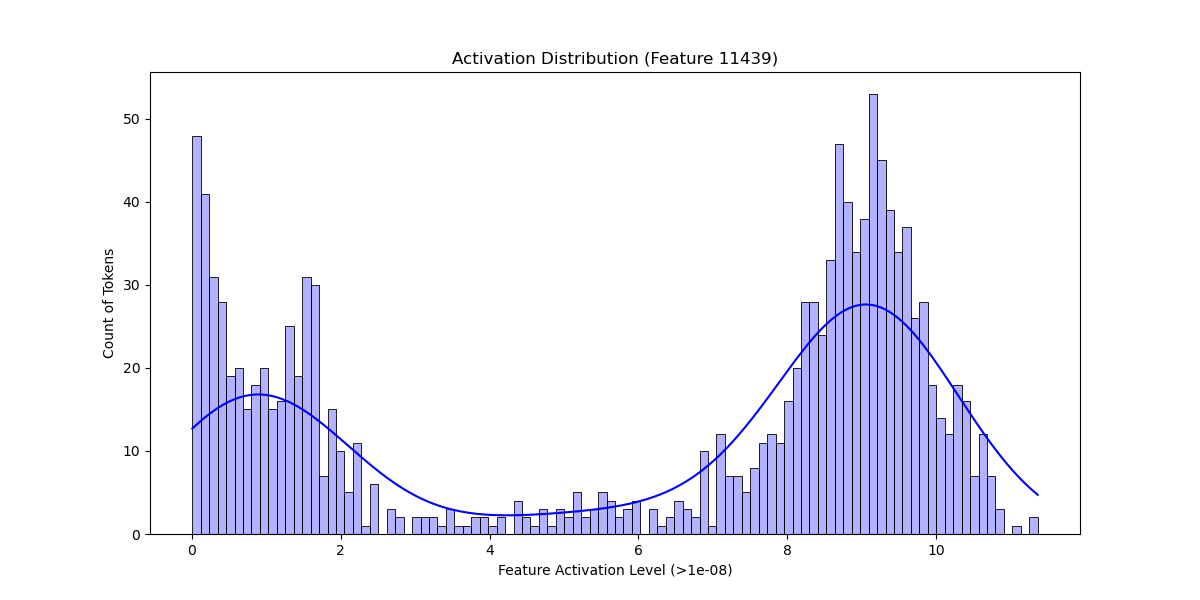 Activation Distribution (Feature 11439)
50
40
30
20
10
0
Count of Tokens
0 2 4 6 8 10
Feature Activation Level (>1e-08)